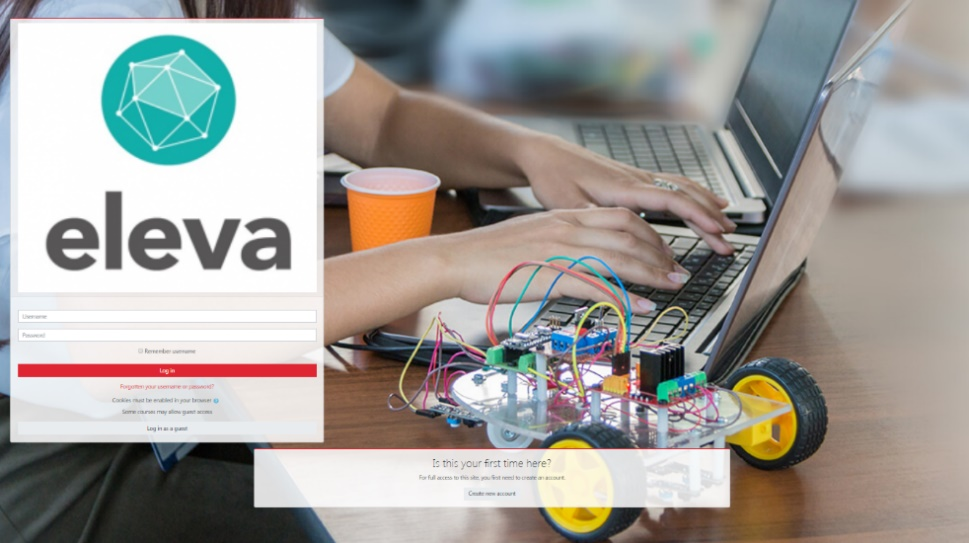 eleva
Username
Password
Remember username
Log in
Forgotten your username or password?
Cookies must be enabled in your browser
Some courses may allow guest access
Log in as a guest
Is this your first time here?
For full access to this site, you first need to create an account.
Create new account